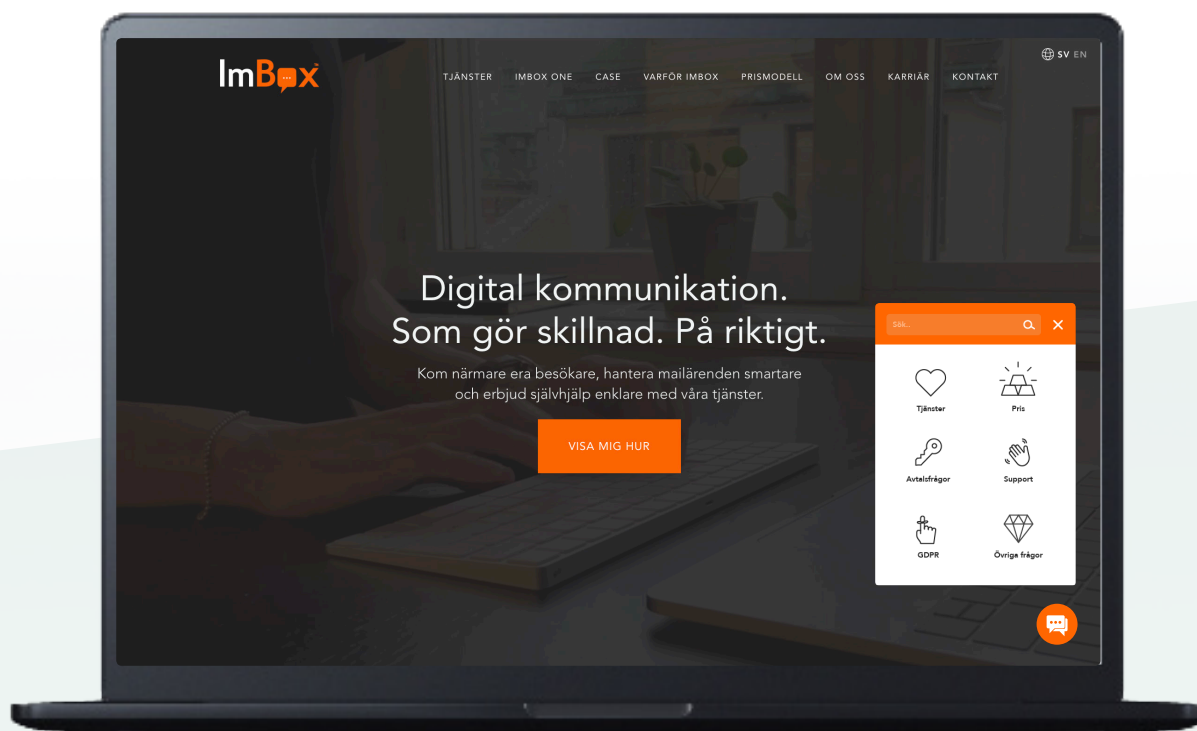 ImBox
SV EN
TJÄNSTER IMBOX ONE CASE VARFÖR IMBOX PRISMODELL OM OSS KARRIÄR KONTAKT
Digital kommunikation.
Som gör skillnad. På riktigt.
Kom närmare era besökare, hantera mailärenden smartare
och erbjud självhjälp enklare med våra tjänster.
VISA MIG HUR
Sök...
Tjänster Pris
Avtalsfrågor Support
GDPR Övriga frågor